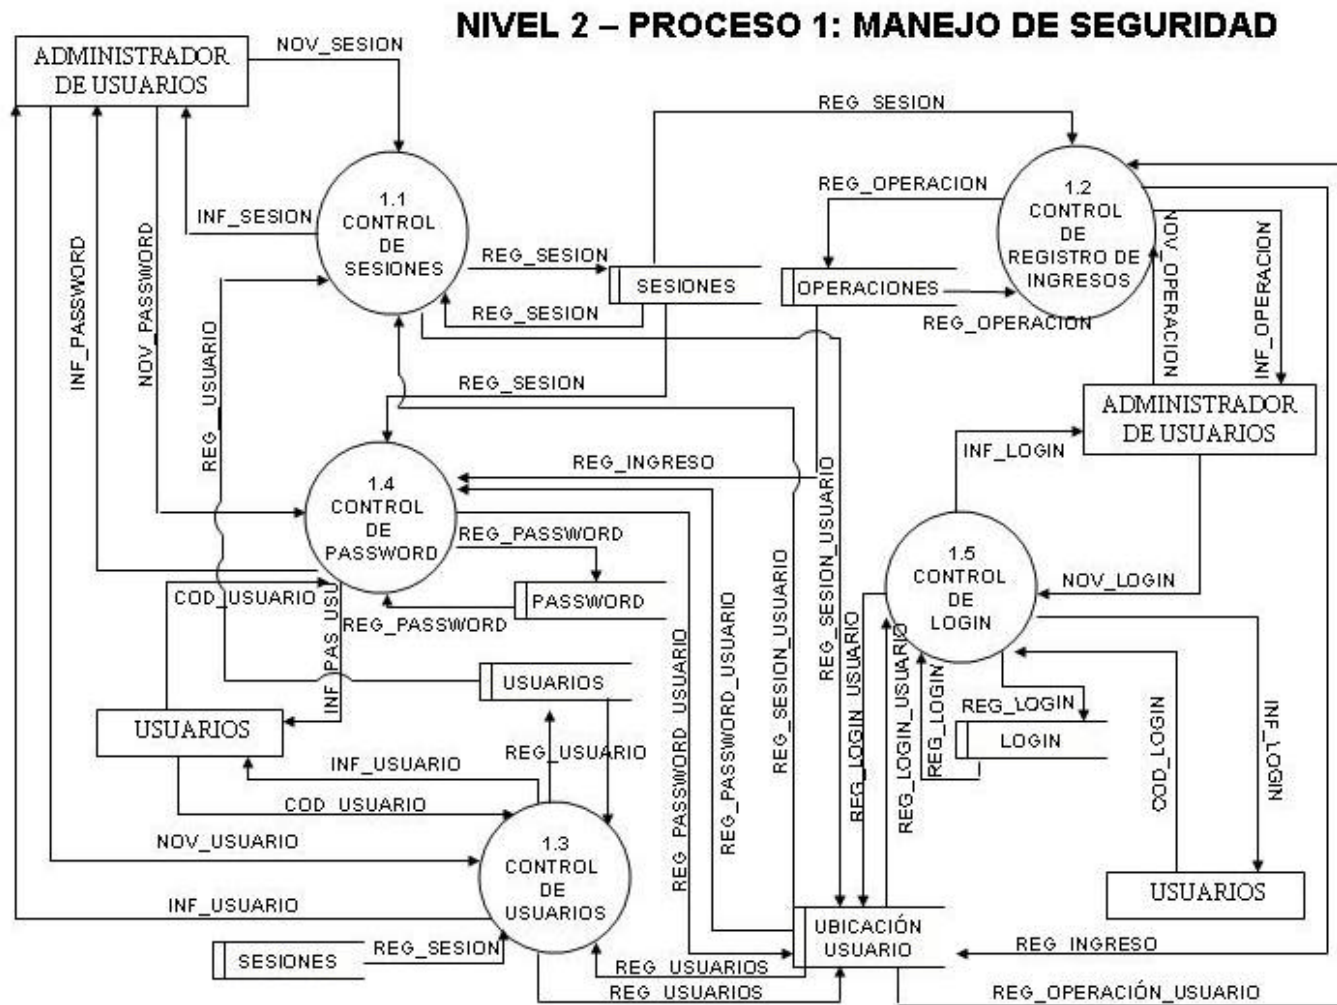 NIVEL 2 – PROCESO 1: MANEJO DE SEGURIDAD
ADMINISTRADOR
DE USUARIOS
NOV_SESION
REG_SESION
1.1
CONTROL
DE
SESIONES
INF_SESION
REG_OPERACION
1.2
CONTROL
DE
REGISTRO DE
INGRESOS
NOV_OPERACION
INF_OPERACION
INF_PASSWORD
NOV_PASSWORD
REG_USUARIO
REG_SESION
SESIONES
OPERACIONES
REG_SESION
REG_OPERACION
REG_SESION
ADMINISTRADOR
DE USUARIOS
INF_LOGIN
REG_INGRESO
1.4
CONTROL
DE
PASSWORD
REG_PASSWORD
PASSWORD
REG_PASSWORD
COD_USUARIO
INF_PAS_USU
1.5
CONTROL
DE
LOGIN
NOV_LOGIN
REG_PASSWORD_USUARIO
REG_PASSWORD_USUARIO
REG_SESION_USUARIO
REG_SESION_USUARIO
REG_LOGIN_USUARIO
REG_LOGIN_USUARIO
REG_LOGIN
REG_LOGIN
LOGIN
COD_LOGIN
INF_LOGIN
USUARIOS
USUARIOS
REG_USUARIO
INF_USUARIO
COD_USUARIO
NOV_USUARIO
1.3
CONTROL
DE
USUARIOS
INF_USUARIO
USUARIOS
UBICACIÓN
USUARIO
REG_INGRESO
SESIONES
REG_SESION
REG_USUARIOS
REG_USUARIOS
REG_OPERACIÓN_USUARIO